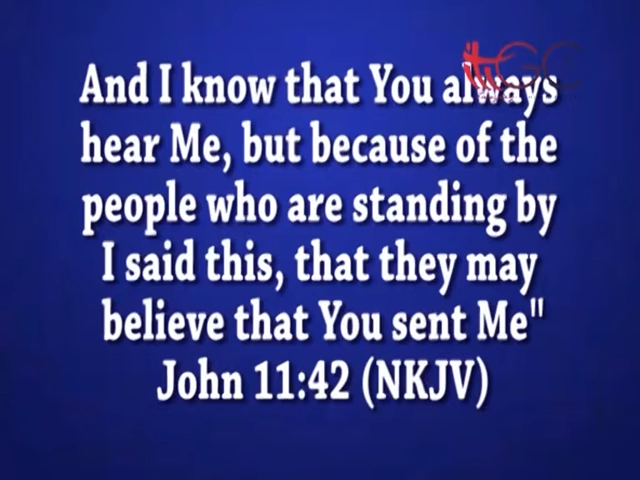 And I know that You always
hear Me, but because of the
people who are standing by
I said this, that they may
believe that You sent Me"
John 11:42 (NKJV)